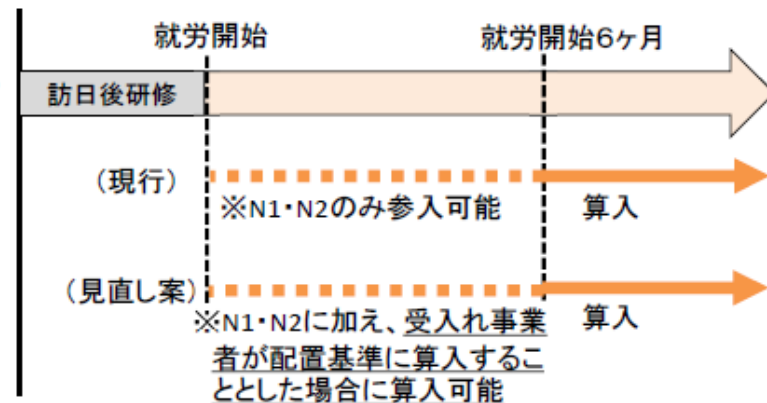 就労開始
就労開始6ヶ月
訪日後研修
(現行)
※N1・N2のみ参入可能
算入
(見直し案)
※N1・N2に加え、受入れ事業
者が配置基準に算入するこ
ととした場合に算入可能
算入